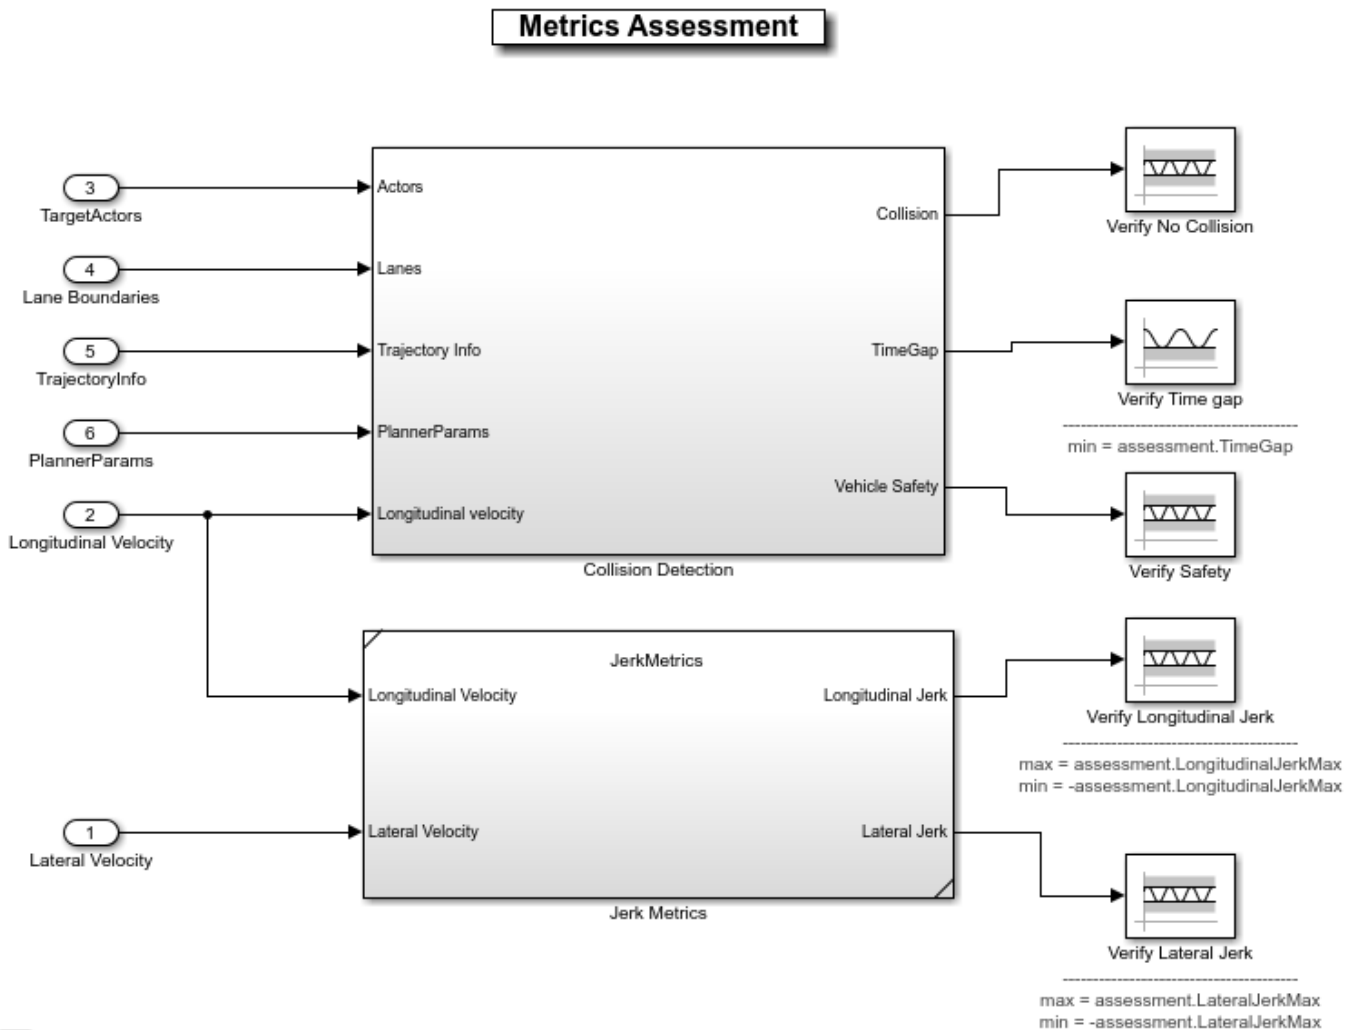 Metrics Assessment
3
TargetActors
4
Lane Boundaries
5
TrajectoryInfo
6
PlannerParams
2
Longitudinal Velocity
1
Lateral Velocity
Actors
Lanes
Trajectory Info
PlannerParams
Longitudinal velocity
Collision
TimeGap
Vehicle Safety
Collision Detection
JerkMetrics
Longitudinal Velocity
Lateral Velocity
Longitudinal Jerk
Lateral Jerk
Jerk Metrics
Verify No Collision
Verify Time gap
min = assessment.TimeGap
Verify Safety
Verify Longitudinal Jerk
max = assessment.LongitudinalJerkMax
min = -assessment.LongitudinalJerkMax
Verify Lateral Jerk
max = assessment.LateralJerkMax
min = -assessment.LateralJerkMax